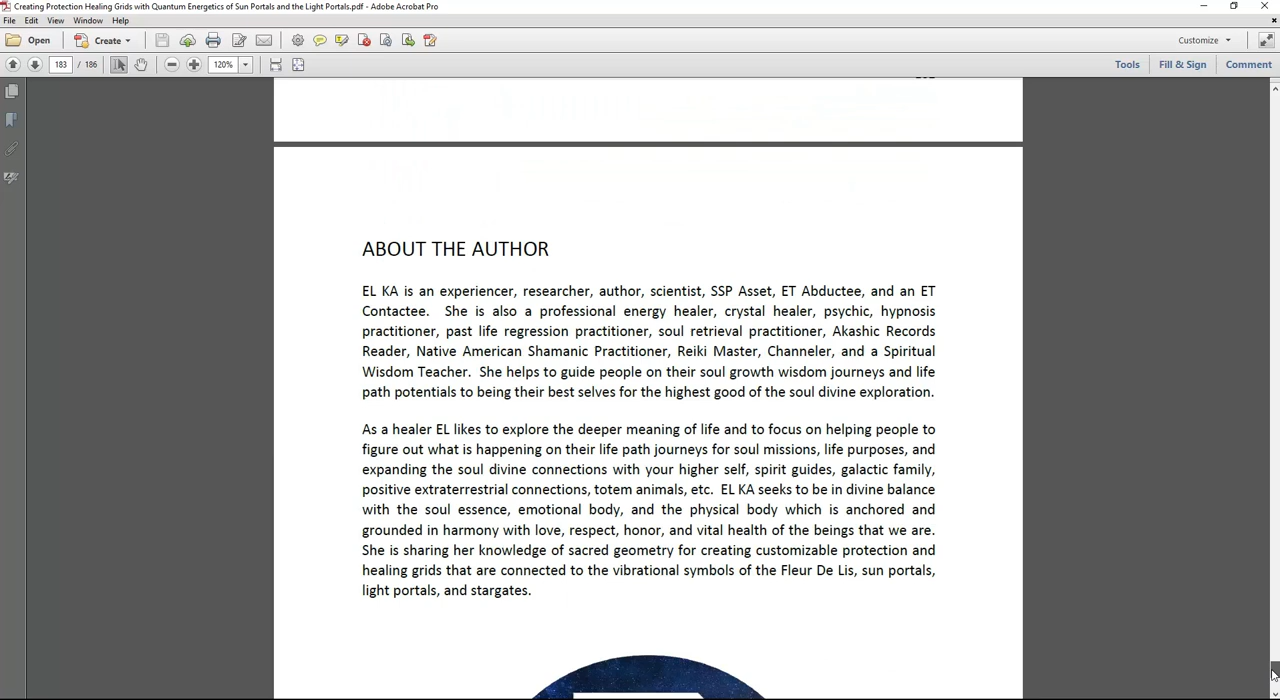 Creating Protection Healing Grids with Quantum Energetics of Sun Portals and the Light Portals.pdf - Adobe Acrobat Pro
File Edit View Window Help
Open Create Customize
183 / 186 120% Tools Fill & Sign Comment
ABOUT THE AUTHOR
EL KA is an experiencer, researcher, author, scientist, SSP Asset, ET Abductee, and an ET
Contactee. She is also a professional energy healer, crystal healer, psychic, hypnosis
practitioner, past life regression practitioner, soul retrieval practitioner, Akashic Records
Reader, Native American Shamanic Practitioner, Reiki Master, Channeler, and a Spiritual
Wisdom Teacher. She helps to guide people on their soul growth wisdom journeys and life
path potentials to being their best selves for the highest good of the soul divine exploration.
As a healer EL likes to explore the deeper meaning of life and to focus on helping people to
figure out what is happening on their life path journeys for soul missions, life purposes, and
expanding the soul divine connections with your higher self, spirit guides, galactic family,
positive extraterrestrial connections, totem animals, etc. EL KA seeks to be in divine balance
with the soul essence, emotional body, and the physical body which is anchored and
grounded in harmony with love, respect, honor, and vital health of the beings that we are.
She is sharing her knowledge of sacred geometry for creating customizable protection and
healing grids that are connected to the vibrational symbols of the Fleur De Lis, sun portals,
light portals, and stargates.